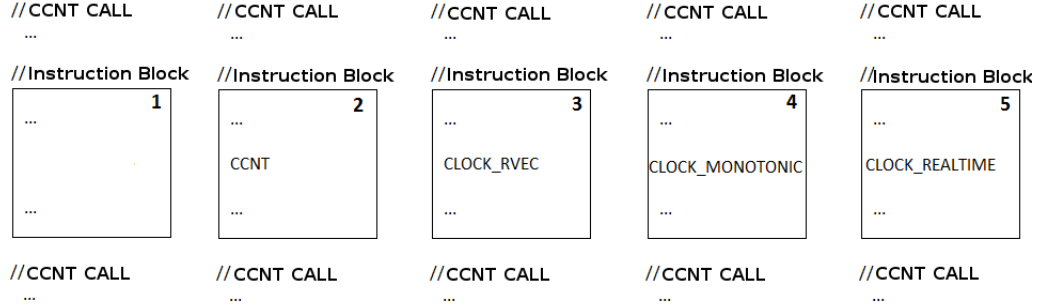 //CCNT CALL //CCNT CALL //CCNT CALL //CCNT CALL //CCNT CALL
... ... ... ... ...
//Instruction Block //Instruction Block //Instruction Block //Instruction Block //Instruction Block
1 2 3 4 5
... ... ... ... ...
CCNT CLOCK_RVEC CLOCK_MONOTONIC CLOCK_REALTIME
... ... ... ... ...
//CCNT CALL //CCNT CALL //CCNT CALL //CCNT CALL //CCNT CALL
... ... ... ... ...